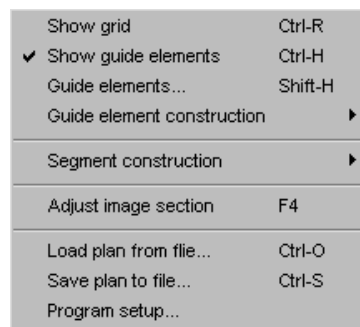 Show grid Ctrl-R
Show guide elements Ctrl-H
Guide elements... Shift-H
Guide element construction
Segment construction
Adjust image section F4
Load plan from flie... Ctrl-O
Save plan to file... Ctrl-S
Program setup...